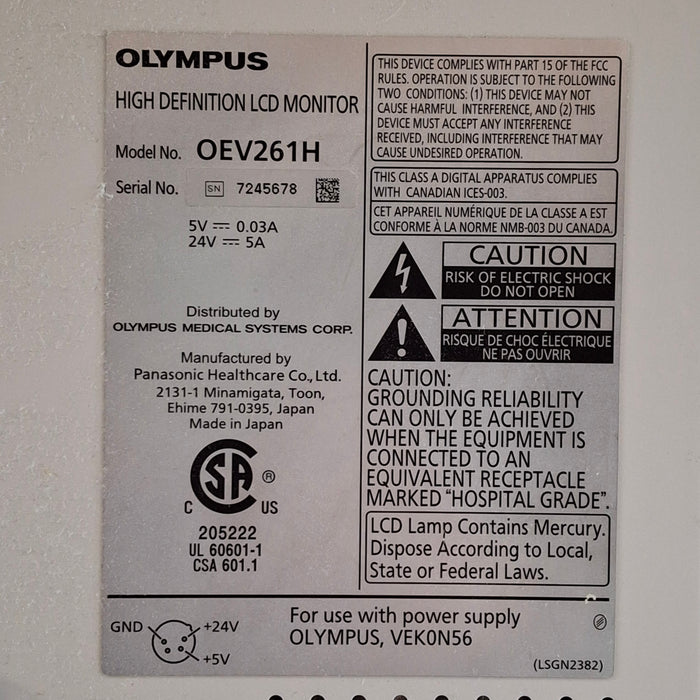 OLYMPUS
HIGH DEFINITION LCD MONITOR
Model No. OEV261H
Serial No. SN 7245678
5V ⎓ 0.03A
24V ⎓ 5A
Distributed by
OLYMPUS MEDICAL SYSTEMS CORP.
Manufactured by
Panasonic Healthcare Co., Ltd.
2131-1 Minamigata, Toon,
Ehime 791-0395, Japan
Made in Japan
CSA ®
C US
205222
UL 60601-1
CSA 601.1
THIS DEVICE COMPLIES WITH PART 15 OF THE FCC
RULES. OPERATION IS SUBJECT TO THE FOLLOWING
TWO CONDITIONS: (1) THIS DEVICE MAY NOT
CAUSE HARMFUL INTERFERENCE, AND (2) THIS
DEVICE MUST ACCEPT ANY INTERFERENCE
RECEIVED, INCLUDING INTERFERENCE THAT MAY
CAUSE UNDESIRED OPERATION.
THIS CLASS A DIGITAL APPARATUS COMPLIES
WITH CANADIAN ICES-003.
CET APPAREIL NUMÉRIQUE DE LA CLASSE A EST
CONFORME À LA NORME NMB-003 DU CANADA.
CAUTION
RISK OF ELECTRIC SHOCK
DO NOT OPEN
ATTENTION
RISQUE DE CHOC ÉLECTRIQUE
NE PAS OUVRIR
CAUTION:
GROUNDING RELIABILITY
CAN ONLY BE ACHIEVED
WHEN THE EQUIPMENT IS
CONNECTED TO AN
EQUIVALENT RECEPTACLE
MARKED “HOSPITAL GRADE”.
LCD Lamp Contains Mercury.
Dispose According to Local,
State or Federal Laws.
GND +24V
+5V
For use with power supply
OLYMPUS, VEK0N56
(LSGN2382)